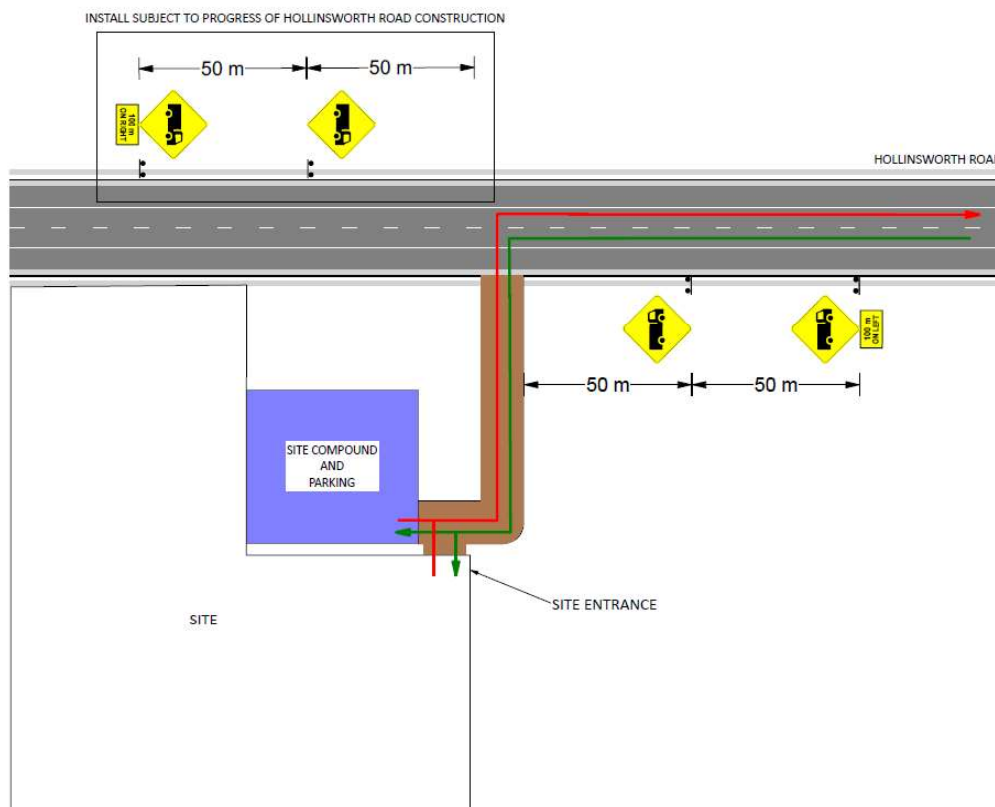 INSTALL SUBJECT TO PROGRESS OF HOLLINSWORTH ROAD CONSTRUCTION
50 m
50 m
100 m
ON RIGHT
HOLLINSWORTH ROAD
100 m
ON LEFT
50 m
50 m
SITE COMPOUND
AND
PARKING
SITE ENTRANCE
SITE